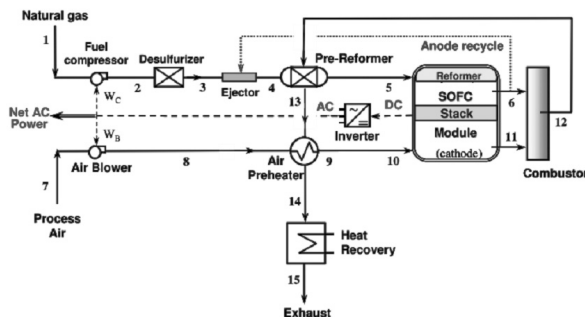 Natural gas
1
Fuel
compressor
Desulfurizer
Pre-Reformer
Anode recycle
2
3
Ejector
4
13
5
Reformer
SOFC
Stack
Module
(cathode)
6
12
11
Combustor
Net AC
Power
WC
WB
AC
DC
Inverter
Air Blower
8
Air
Preheater
9
10
7
Process
Air
14
Heat
Recovery
15
Exhaust